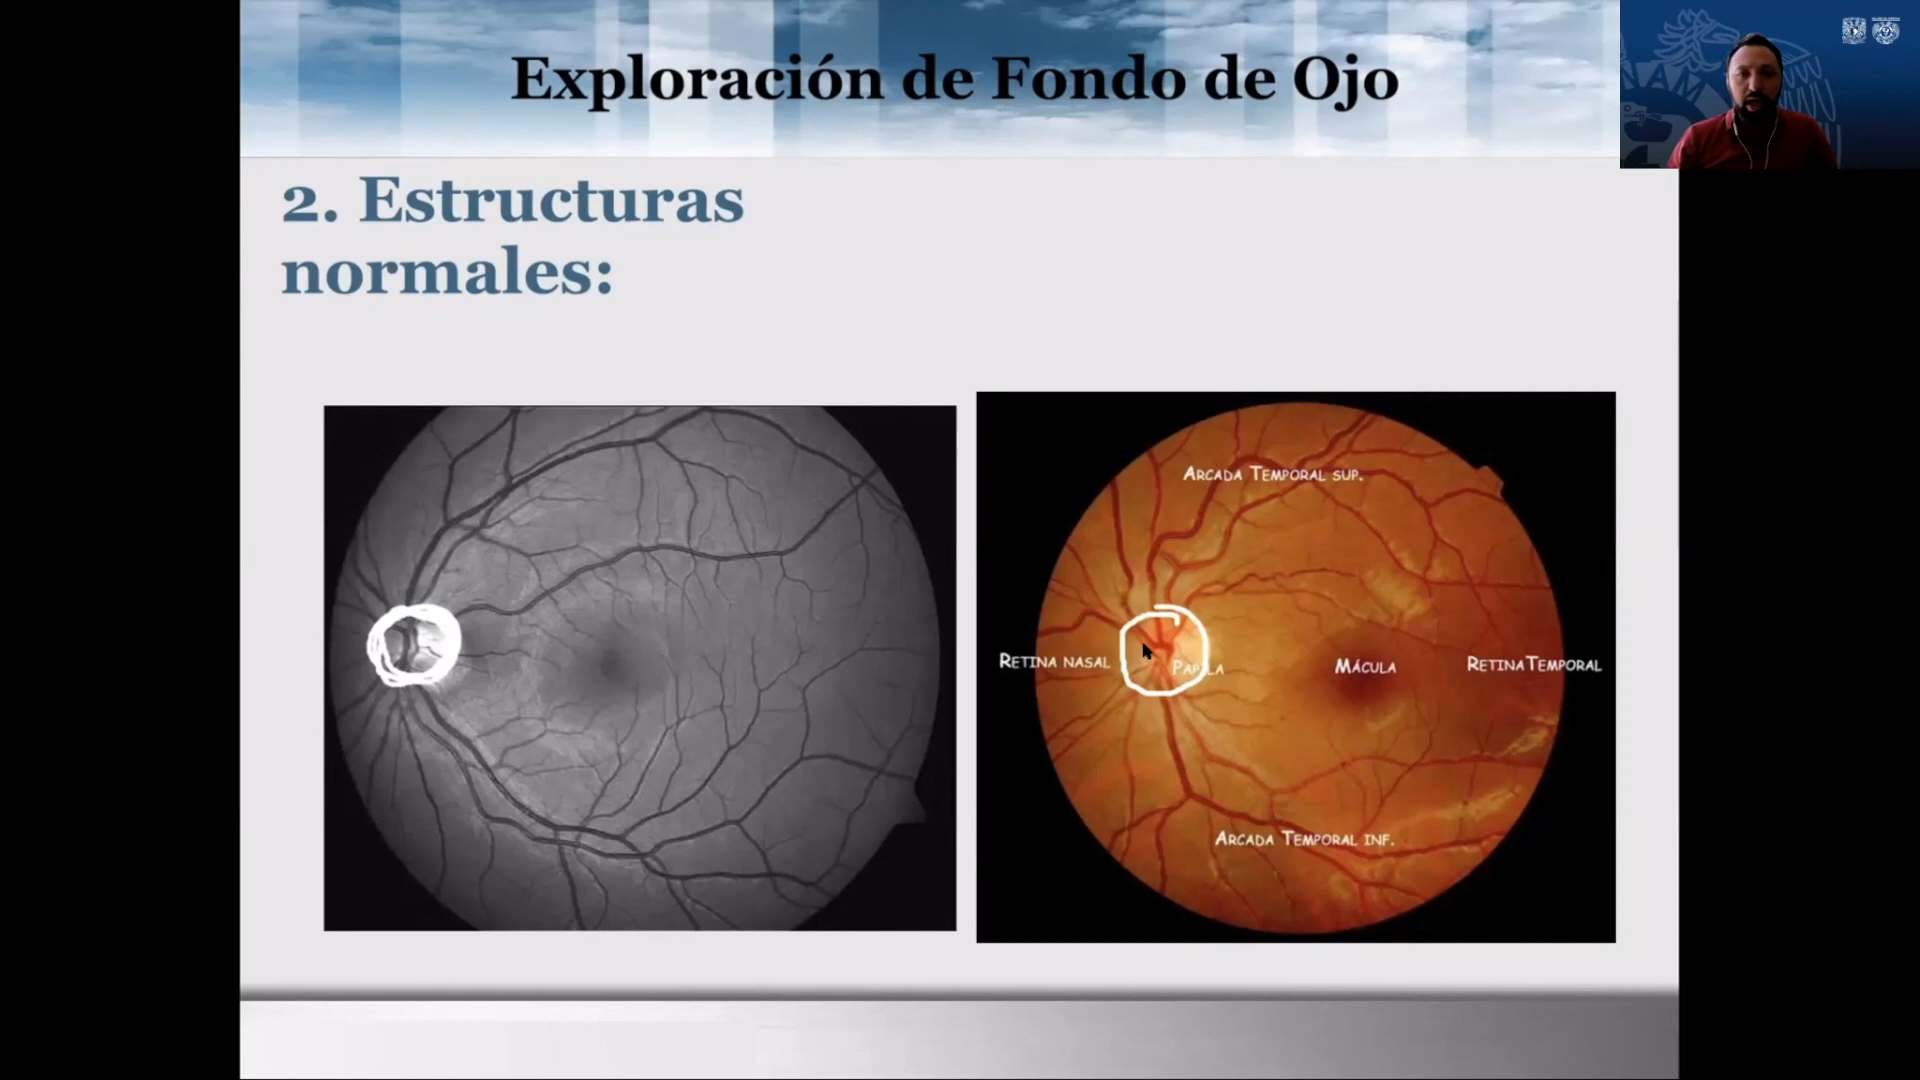 Exploración de Fondo de Ojo
2. Estructuras
normales:
ARCADA TEMPORAL SUP.
RETINA NASAL
PAPILA
MÁCULA
RETINA TEMPORAL
ARCADA TEMPORAL INF.